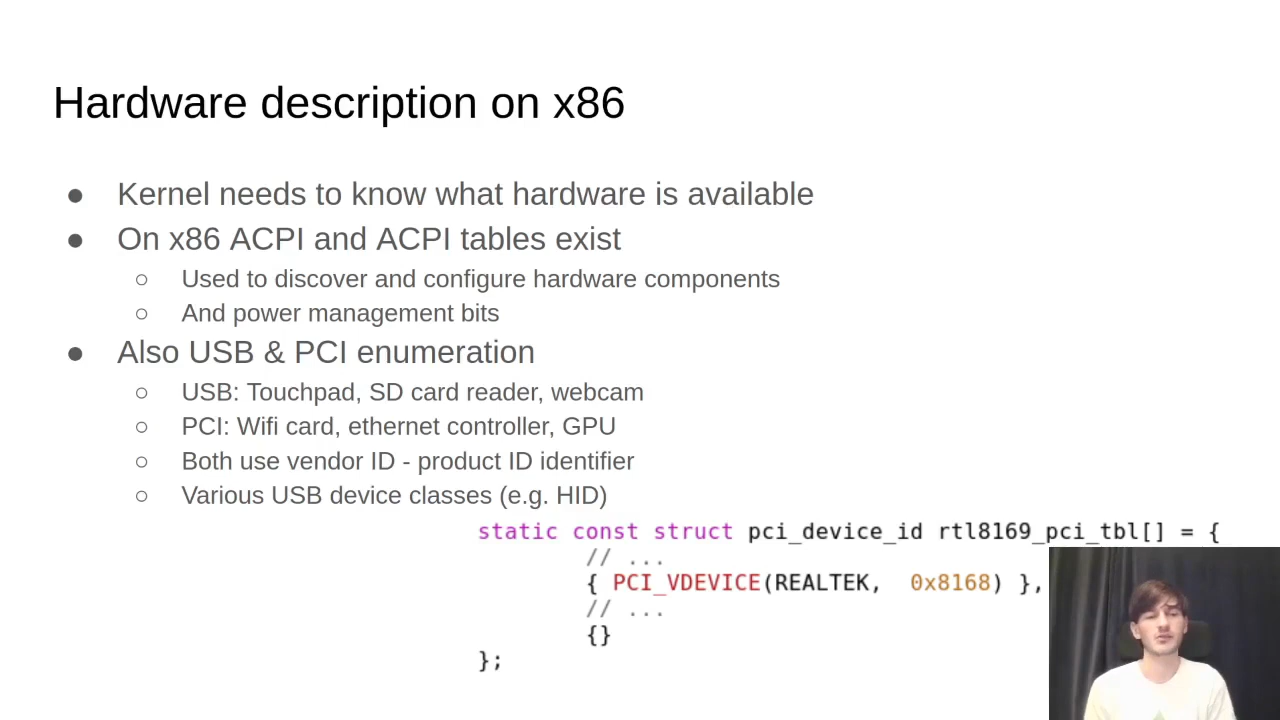 Hardware description on x86
● Kernel needs to know what hardware is available
● On x86 ACPI and ACPI tables exist
○ Used to discover and configure hardware components
○ And power management bits
● Also USB & PCI enumeration
○ USB: Touchpad, SD card reader, webcam
○ PCI: Wifi card, ethernet controller, GPU
○ Both use vendor ID - product ID identifier
○ Various USB device classes (e.g. HID)
static const struct pci_device_id rtl8169_pci_tbl[] = {
// ...
{ PCI_VDEVICE(REALTEK, 0x8168) },
// ...
{}
};